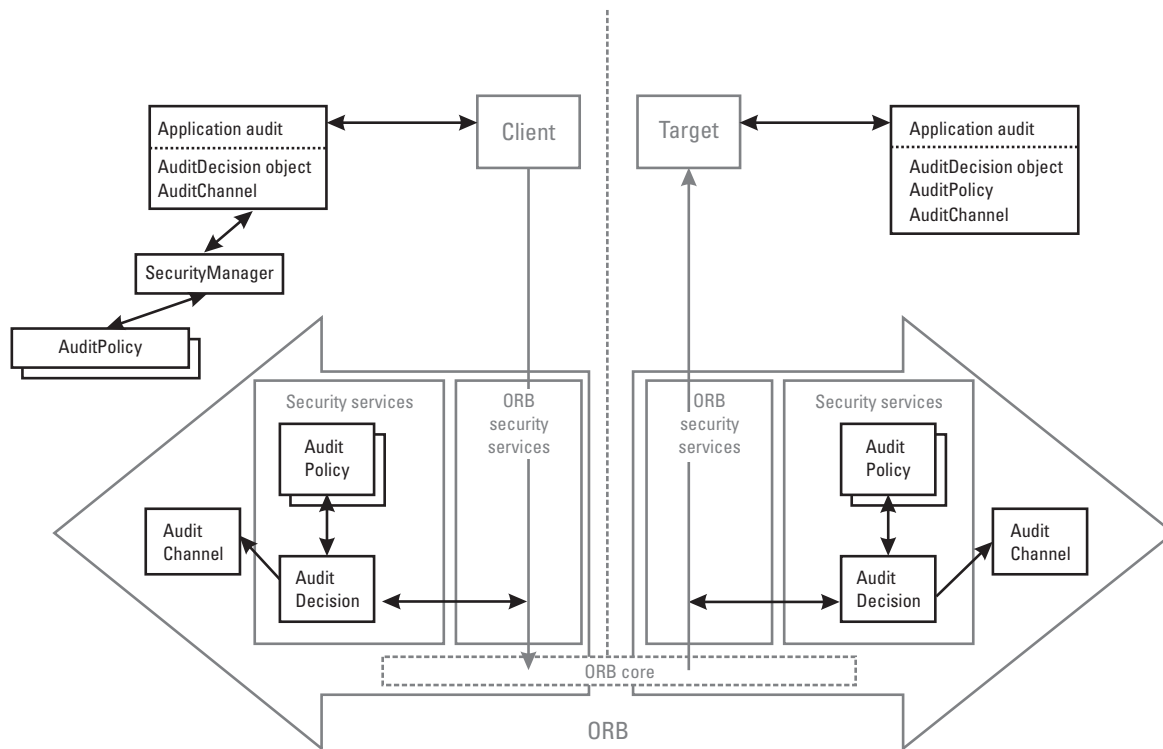 Application audit
AuditDecision object
AuditChannel
Client
Target
Application audit
AuditDecision object
AuditPolicy
AuditChannel
SecurityManager
AuditPolicy
Security services
ORB
security
services
ORB
security
services
Security services
Audit
Policy
Audit
Policy
Audit
Channel
Audit
Decision
Audit
Decision
Audit
Channel
ORB core
ORB